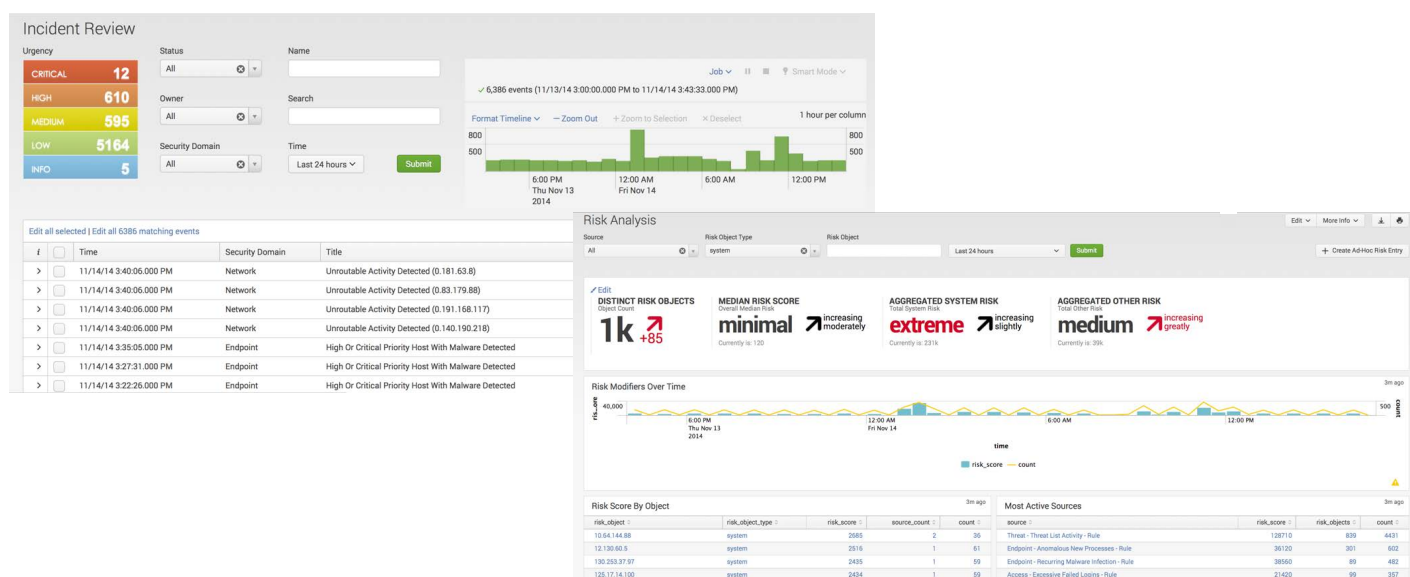 Incident Review
Urgency
CRITICAL 12
HIGH 610
MEDIUM 595
LOW 5164
INFO 5
Status
All
Owner
All
Security Domain
All
Name
Search
Time
Last 24 hours
Submit
Job Smart Mode
6,386 events (11/13/14 3:00:00.000 PM to 11/14/14 3:43:33.000 PM)
Format Timeline — Zoom Out + Zoom to Selection × Deselect 1 hour per column
800 800
500 500
6:00 PM 12:00 AM 6:00 AM 12:00 PM
Thu Nov 13 Fri Nov 14
2014
Edit all selected | Edit all 6386 matching events
i Time Security Domain Title
> 11/14/14 3:40:06.000 PM Network Unroutable Activity Detected (0.181.63.8)
> 11/14/14 3:40:06.000 PM Network Unroutable Activity Detected (0.83.179.88)
> 11/14/14 3:40:06.000 PM Network Unroutable Activity Detected (0.191.168.117)
> 11/14/14 3:40:06.000 PM Network Unroutable Activity Detected (0.140.190.218)
> 11/14/14 3:35:05.000 PM Endpoint High Or Critical Priority Host With Malware Detected
> 11/14/14 3:27:31.000 PM Endpoint High Or Critical Priority Host With Malware Detected
> 11/14/14 3:22:26.000 PM Endpoint High Or Critical Priority Host With Malware Detected
Risk Analysis
Edit More Info
Source Risk Object Type Risk Object
All system Last 24 hours Submit + Create Ad-Hoc Risk Entry
Edit
DISTINCT RISK OBJECTS
Object Count
1k +85
MEDIAN RISK SCORE
Overall Median Risk
minimal increasing moderately
Currently is: 120
AGGREGATED SYSTEM RISK
Total System Risk
extreme increasing slightly
Currently is: 231k
AGGREGATED OTHER RISK
Total Other Risk
medium increasing greatly
Currently is: 39k
Risk Modifiers Over Time 3m ago
ris...ore 40,000 500 count
6:00 PM 12:00 AM 6:00 AM 12:00 PM
Thu Nov 13 Fri Nov 14
2014
time
risk_score count
Risk Score By Object 3m ago
risk_object risk_object_type risk_score source_count count
10.64.144.88 system 2685 2 36
12.130.60.5 system 2516 1 61
130.253.37.97 system 2435 1 59
125.17.14.100 system 2434 1 59
Most Active Sources 3m ago
source risk_score risk_objects count
Threat - Threat List Activity - Rule 128710 839 4431
Endpoint - Anomalous New Processes - Rule 36120 301 602
Endpoint - Recurring Malware Infection - Rule 38560 89 482
Access - Excessive Failed Logins - Rule 21420 99 357